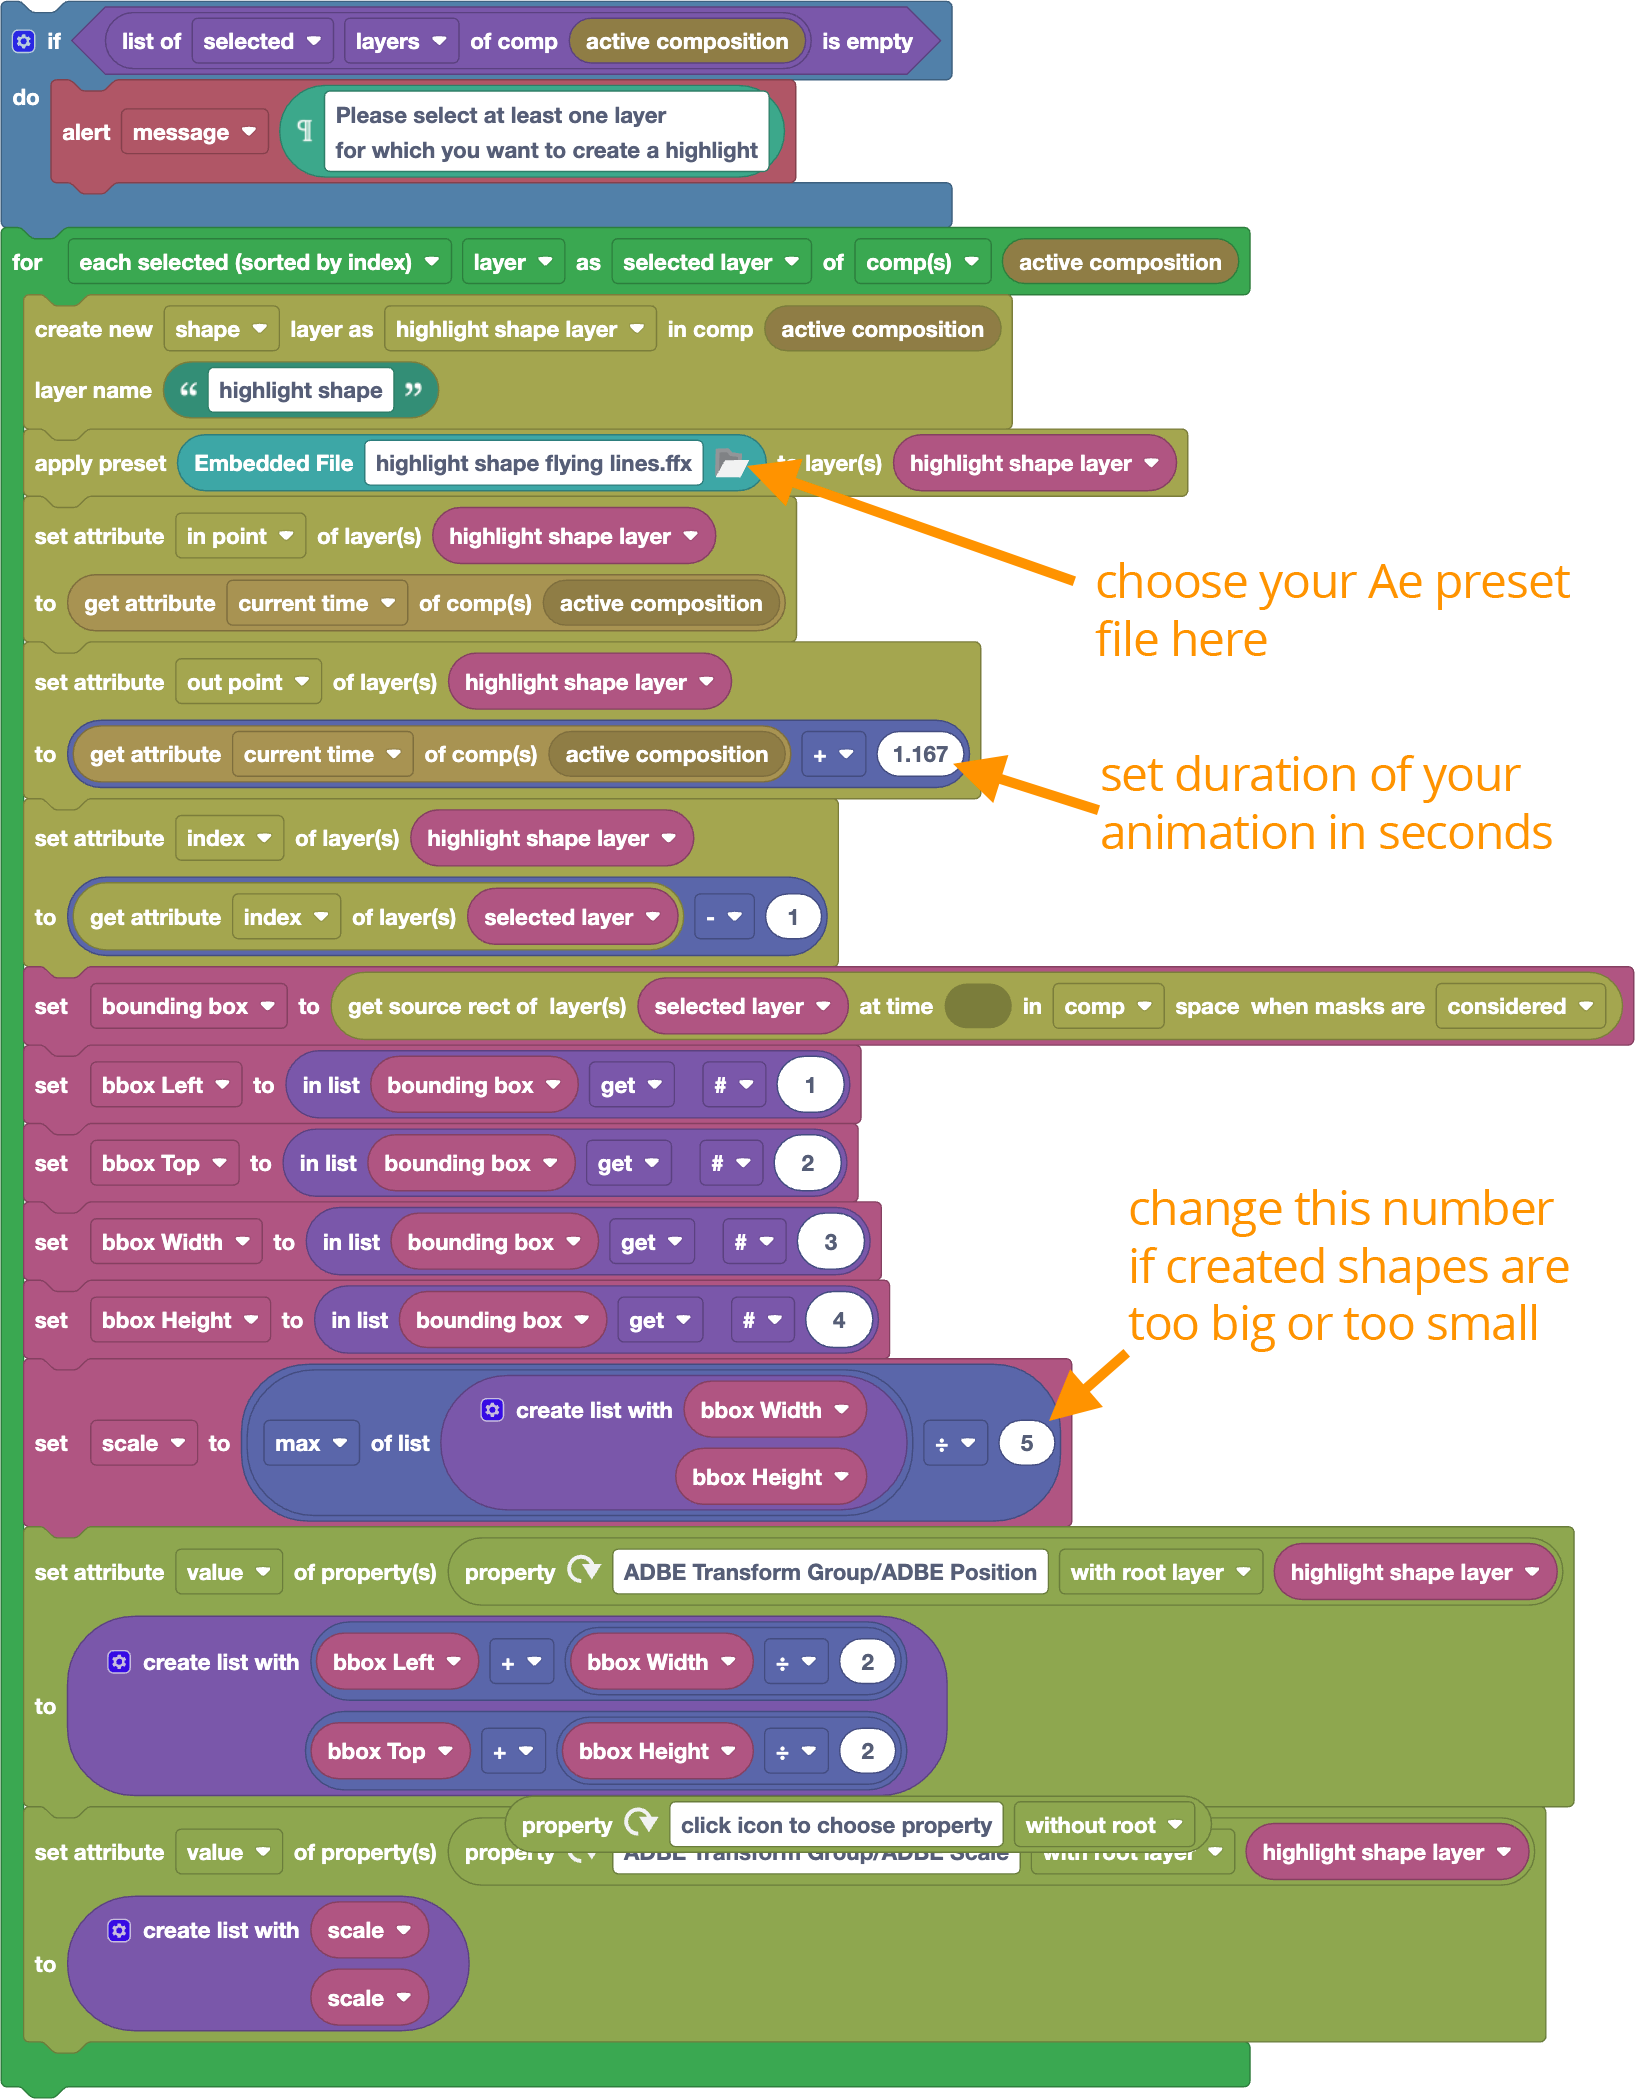 if list of selected layers of comp active composition is empty
do
alert message Please select at least one layer
for which you want to create a highlight
for each selected (sorted by index) layer as selected layer of comp(s) active composition
create new shape layer as highlight shape layer in comp active composition
layer name “ highlight shape ”
apply preset Embedded File highlight shape flying lines.ffx to layer(s) highlight shape layer
set attribute in point of layer(s) highlight shape layer
to get attribute current time of comp(s) active composition
choose your Ae preset
file here
set attribute out point of layer(s) highlight shape layer
to get attribute current time of comp(s) active composition + 1.167
set duration of your
animation in seconds
set attribute index of layer(s) highlight shape layer
to get attribute index of layer(s) selected layer - 1
set bounding box to get source rect of layer(s) selected layer at time in comp space when masks are considered
set bbox Left to in list bounding box get # 1
set bbox Top to in list bounding box get # 2
set bbox Width to in list bounding box get # 3
set bbox Height to in list bounding box get # 4
change this number
if created shapes are
too big or too small
set scale to max of list create list with bbox Width ÷ 5
bbox Height
set attribute value of property(s) property ADBE Transform Group/ADBE Position with root layer highlight shape layer
to create list with bbox Left + bbox Width ÷ 2
bbox Top + bbox Height ÷ 2
property click icon to choose property without root
set attribute value of property(s) property ADBE Transform Group/ADBE Scale with root layer highlight shape layer
to create list with scale
scale